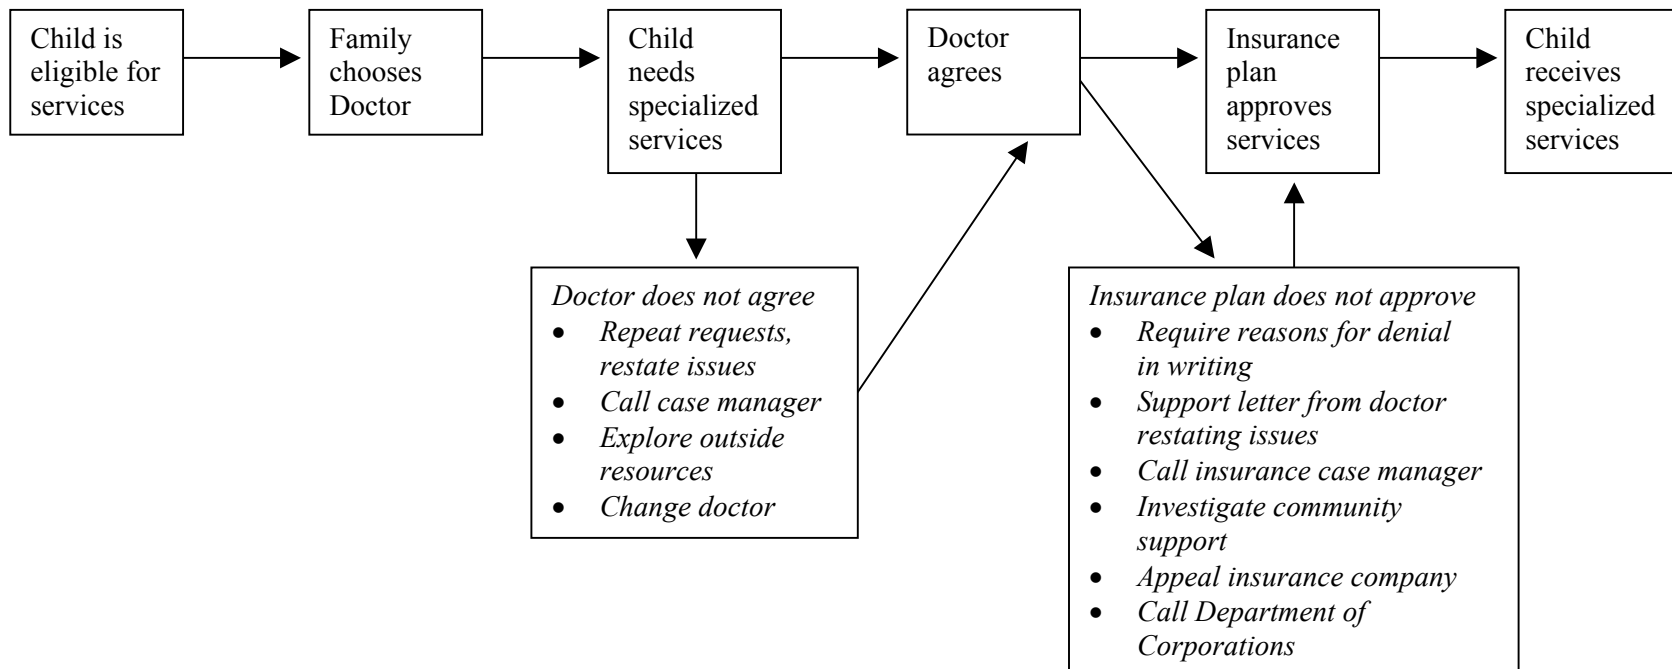 Child is
eligible for
services
Family
chooses
Doctor
Child
needs
specialized
services
Doctor
agrees
Insurance
plan
approves
services
Child
receives
specialized
services
Doctor does not agree
• Repeat requests,
restate issues
• Call case manager
• Explore outside
resources
• Change doctor
Insurance plan does not approve
• Require reasons for denial
in writing
• Support letter from doctor
restating issues
• Call insurance case manager
• Investigate community
support
• Appeal insurance company
• Call Department of
Corporations